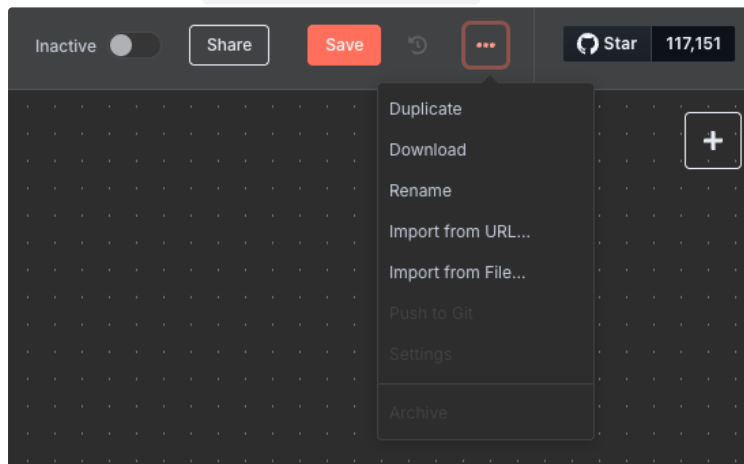 Inactive
Share
Save
Star
117,151
Duplicate
Download
Rename
Import from URL...
Import from File...
Push to Git
Settings
Archive